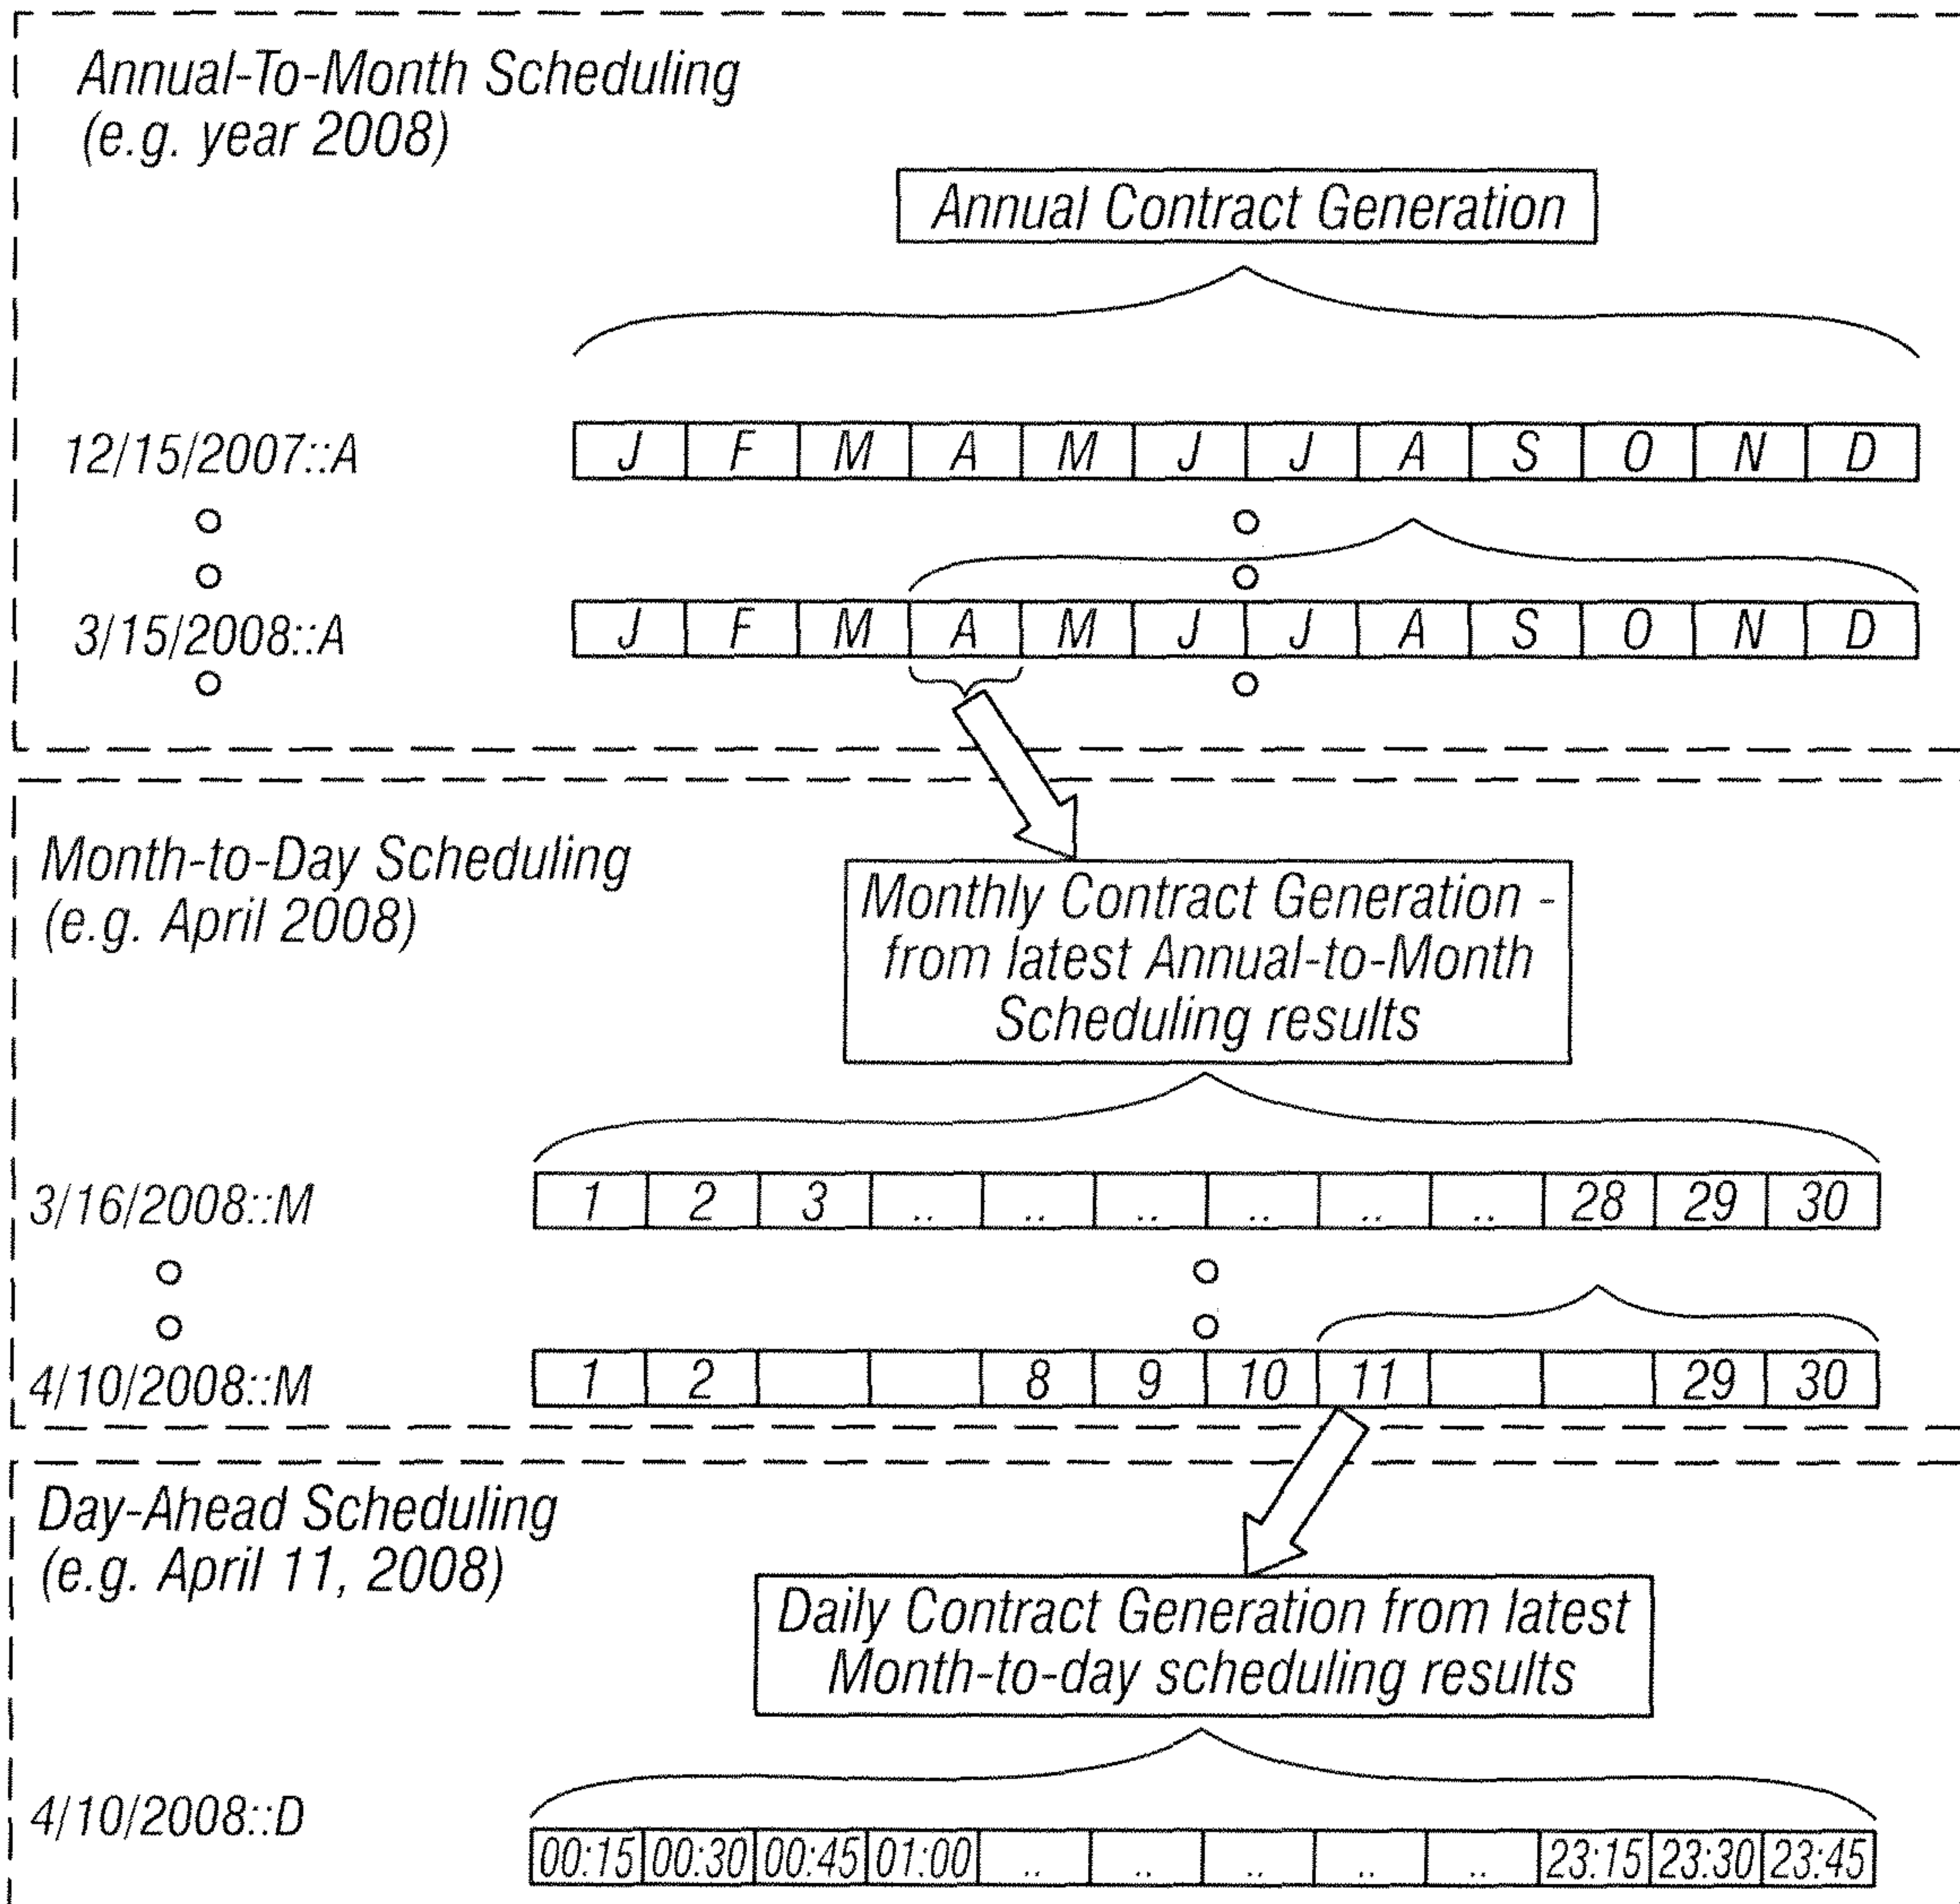 Annual-To-Month Scheduling
(e.g. year 2008)
Annual Contract Generation
12/15/2007::A
J F M A M J J A S O N D
3/15/2008::A
J F M A M J J A S O N D
Month-to-Day Scheduling
(e.g. April 2008)
Monthly Contract Generation -
from latest Annual-to-Month
Scheduling results
3/16/2008::M
1 2 3 .. .. .. .. .. .. 28 29 30
4/10/2008::M
1 2 8 9 10 11 29 30
Day-Ahead Scheduling
(e.g. April 11, 2008)
Daily Contract Generation from latest
Month-to-day scheduling results
4/10/2008::D
00:15 00:30 00:45 01:00 .. .. .. .. .. 23:15 23:30 23:45